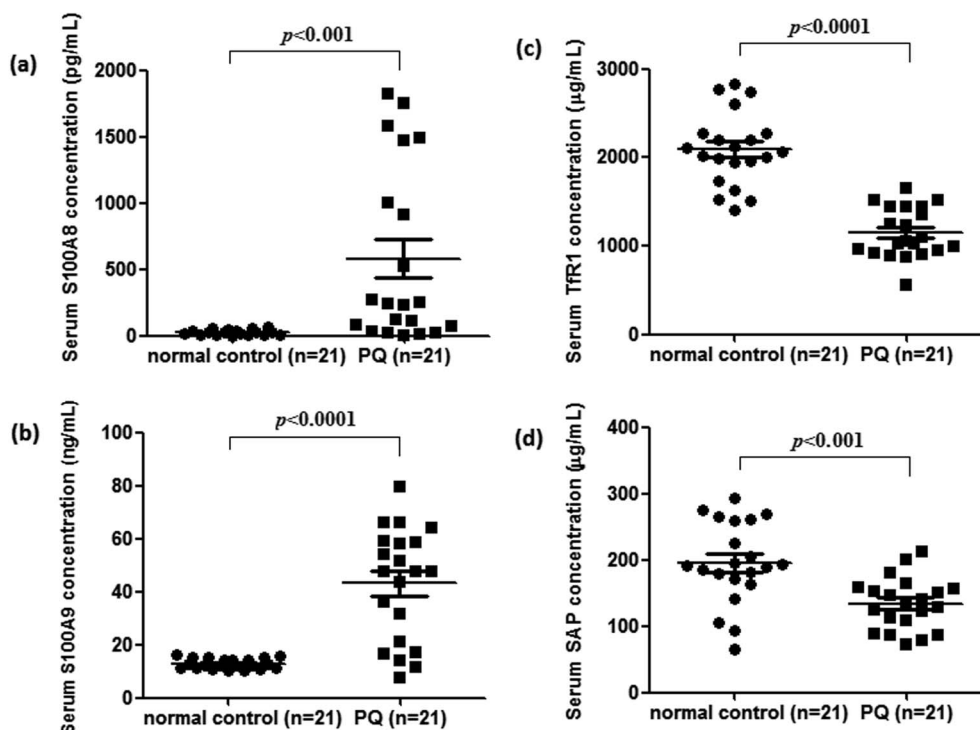 (a)
p<0.001
Serum S100A8 concentration (pg/mL)
2000
1500
1000
500
0
normal control (n=21) PQ (n=21)
(c)
p<0.0001
Serum TfR1 concentration (µg/mL)
3000
2000
1000
0
normal control (n=21) PQ (n=21)
(b)
p<0.0001
Serum S100A9 concentration (ng/mL)
100
80
60
40
20
0
normal control (n=21) PQ (n=21)
(d)
p<0.001
Serum SAP concentration (µg/mL)
400
300
200
100
0
normal control (n=21) PQ (n=21)